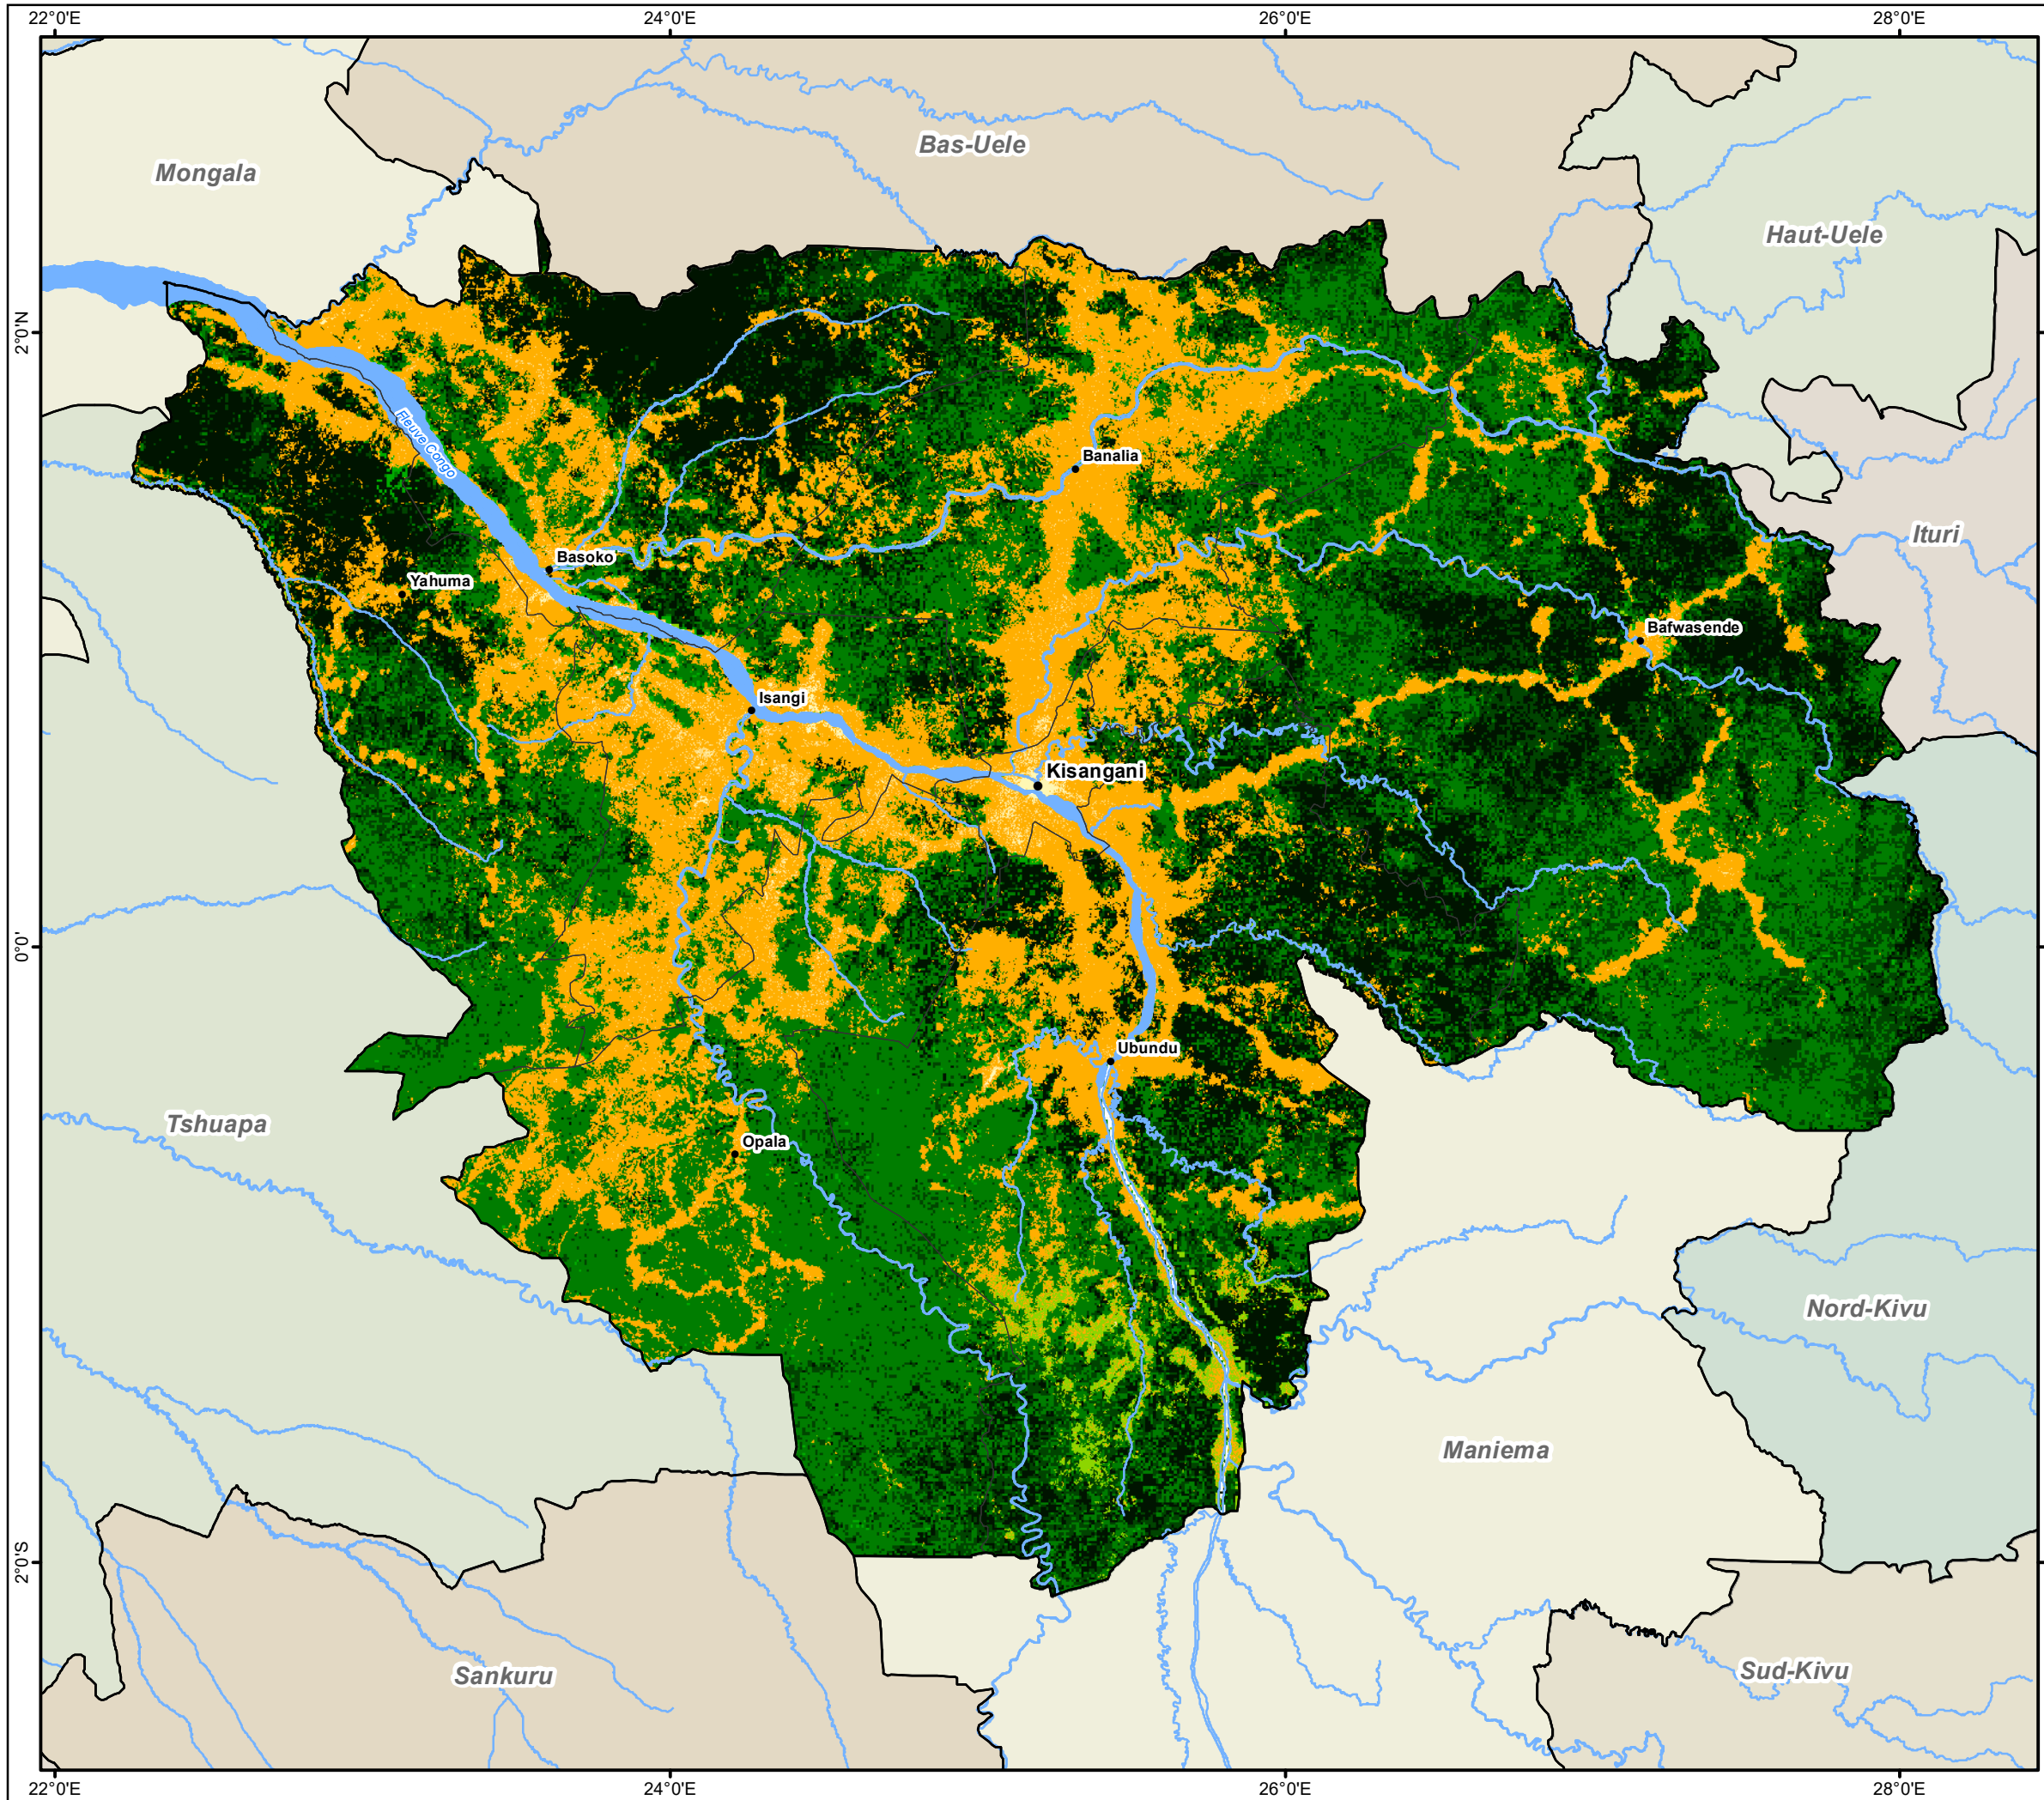 22°0'E
24°0'E
26°0'E
28°0'E
Bas-Uele
Mongala
Haut-Uele
2°0'N
Fleuve Congo
Banalia
Ituri
Basoko
Yahuma
Bafwasende
Isangi
Kisangani
0°0'
Ubundu
Tshuapa
Opala
Nord-Kivu
Maniema
2°0'S
Sankuru
Sud-Kivu
22°0'E
24°0'E
26°0'E
28°0'E